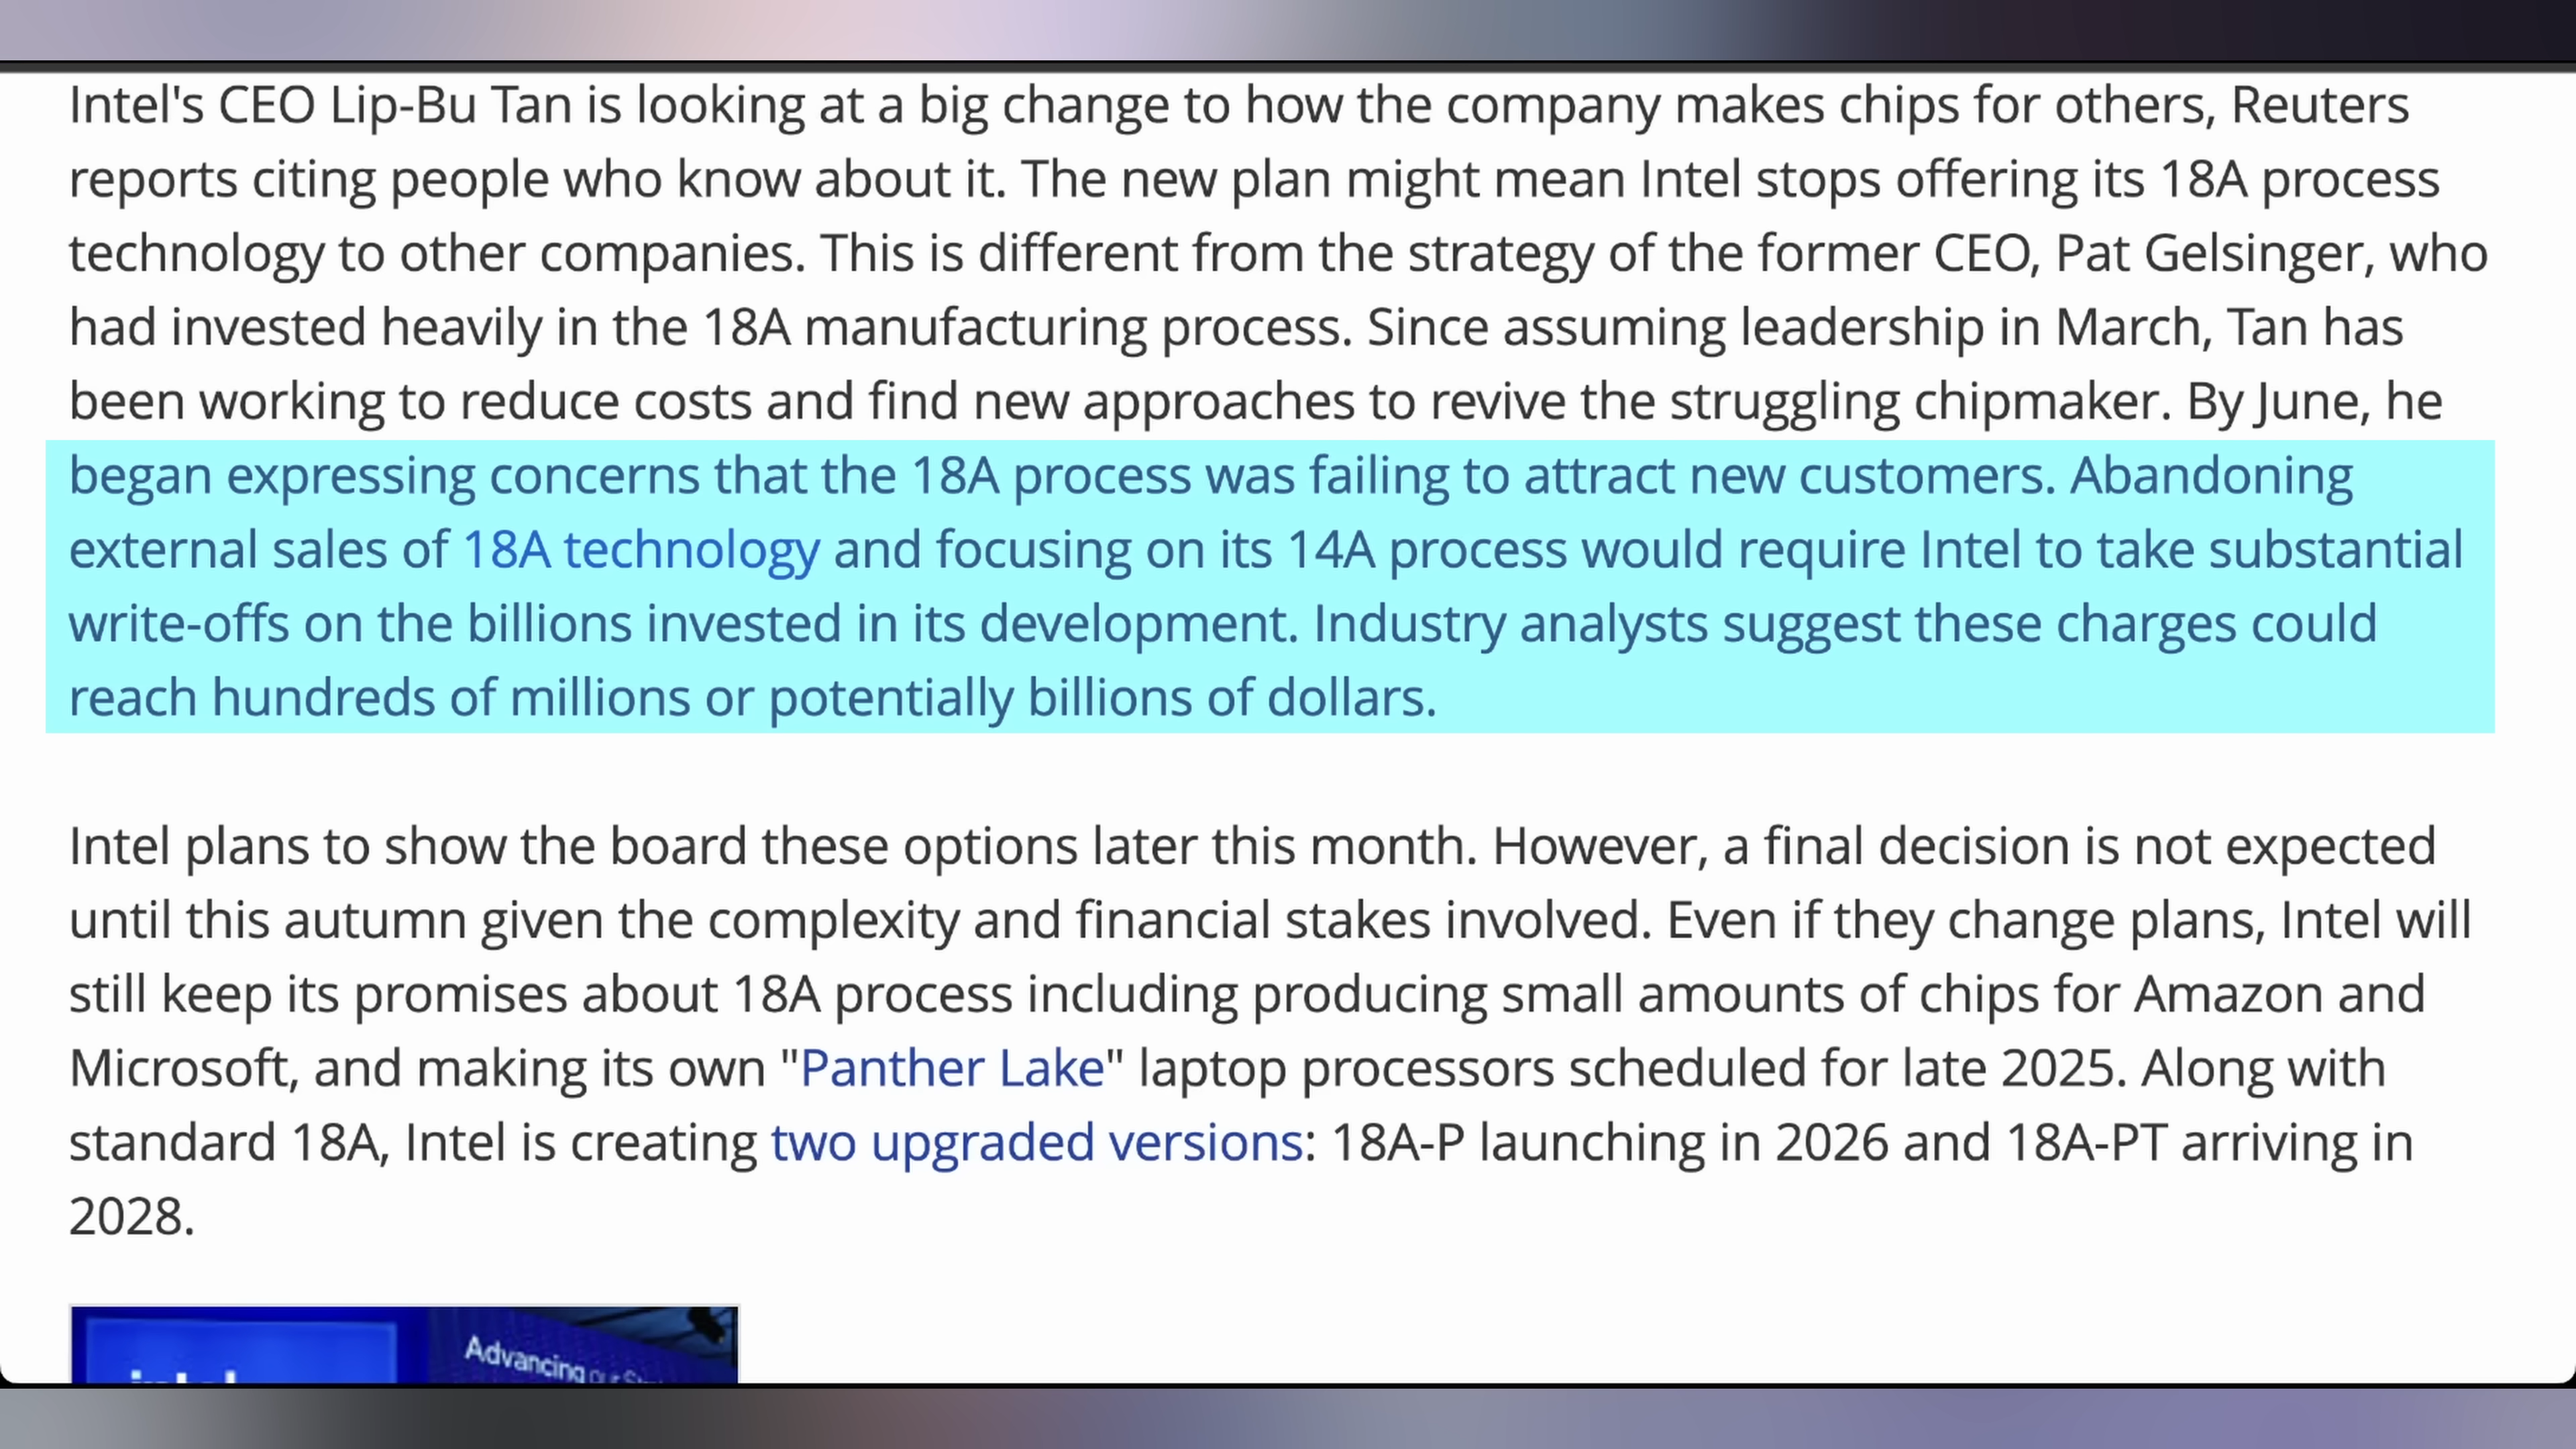 Intel's CEO Lip-Bu Tan is looking at a big change to how the company makes chips for others, Reuters
reports citing people who know about it. The new plan might mean Intel stops offering its 18A process
technology to other companies. This is different from the strategy of the former CEO, Pat Gelsinger, who
had invested heavily in the 18A manufacturing process. Since assuming leadership in March, Tan has
been working to reduce costs and find new approaches to revive the struggling chipmaker. By June, he
began expressing concerns that the 18A process was failing to attract new customers. Abandoning
external sales of 18A technology and focusing on its 14A process would require Intel to take substantial
write-offs on the billions invested in its development. Industry analysts suggest these charges could
reach hundreds of millions or potentially billions of dollars.
Intel plans to show the board these options later this month. However, a final decision is not expected
until this autumn given the complexity and financial stakes involved. Even if they change plans, Intel will
still keep its promises about 18A process including producing small amounts of chips for Amazon and
Microsoft, and making its own "Panther Lake" laptop processors scheduled for late 2025. Along with
standard 18A, Intel is creating two upgraded versions: 18A-P launching in 2026 and 18A-PT arriving in
2028.
Advancing our